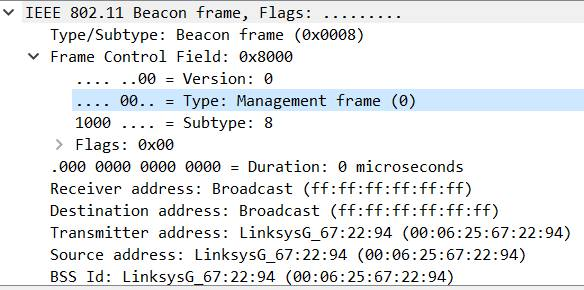 IEEE 802.11 Beacon frame, Flags: .........
Type/Subtype: Beacon frame (0x0008)
Frame Control Field: 0x8000
.... ..00 = Version: 0
.... 00.. = Type: Management frame (0)
1000 .... = Subtype: 8
Flags: 0x00
.000 0000 0000 0000 = Duration: 0 microseconds
Receiver address: Broadcast (ff:ff:ff:ff:ff:ff)
Destination address: Broadcast (ff:ff:ff:ff:ff:ff)
Transmitter address: LinksysG_67:22:94 (00:06:25:67:22:94)
Source address: LinksysG_67:22:94 (00:06:25:67:22:94)
BSS Id: LinksysG_67:22:94 (00:06:25:67:22:94)